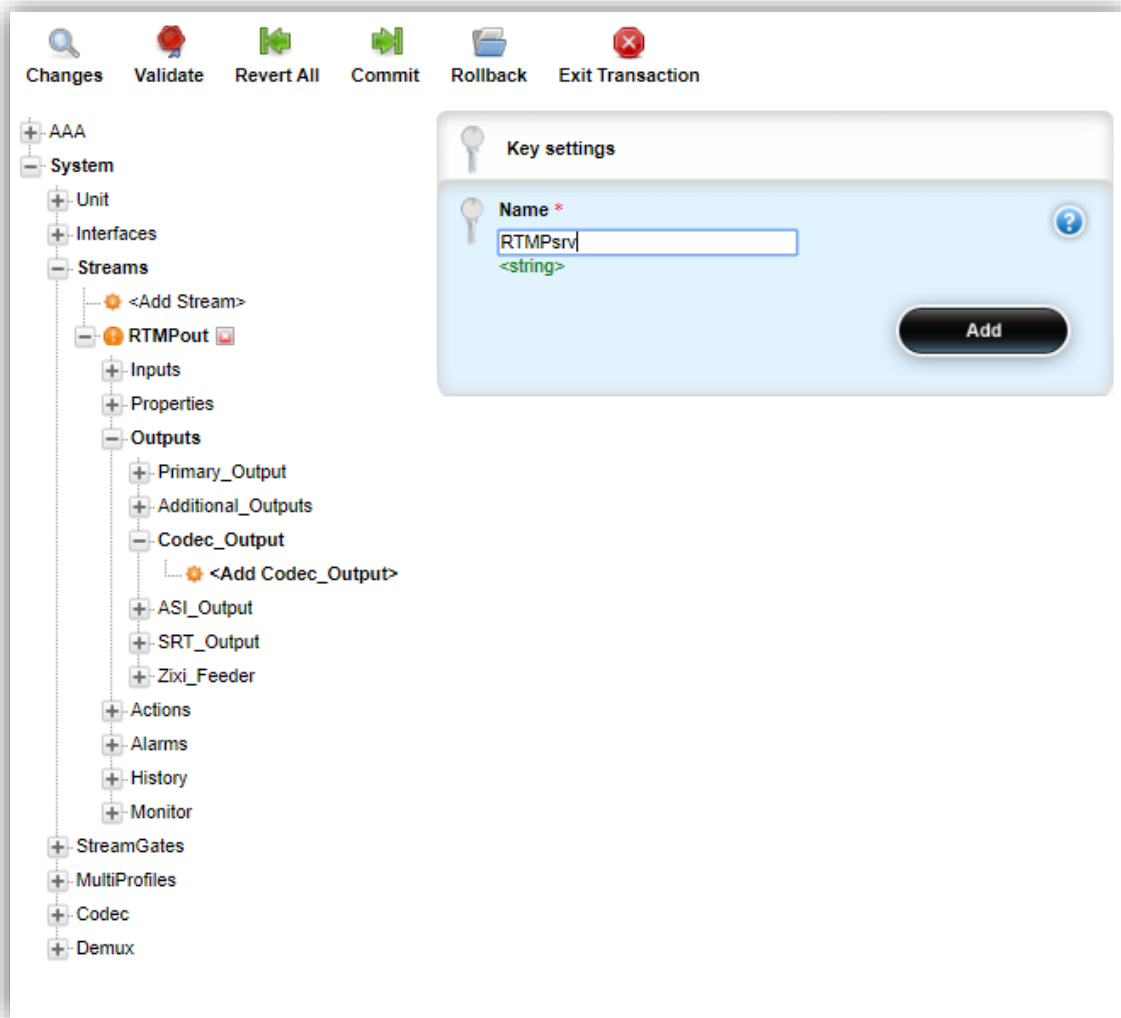 Changes Validate Revert All Commit Rollback Exit Transaction
AAA
System
Unit
Interfaces
Streams
<Add Stream>
RTMPout
Inputs
Properties
Outputs
Primary_Output
Additional_Outputs
Codec_Output
<Add Codec_Output>
ASI_Output
SRT_Output
Zixi_Feeder
Actions
Alarms
History
Monitor
StreamGates
MultiProfiles
Codec
Demux
Key settings
Name *
RTMPsrv
<string>
Add